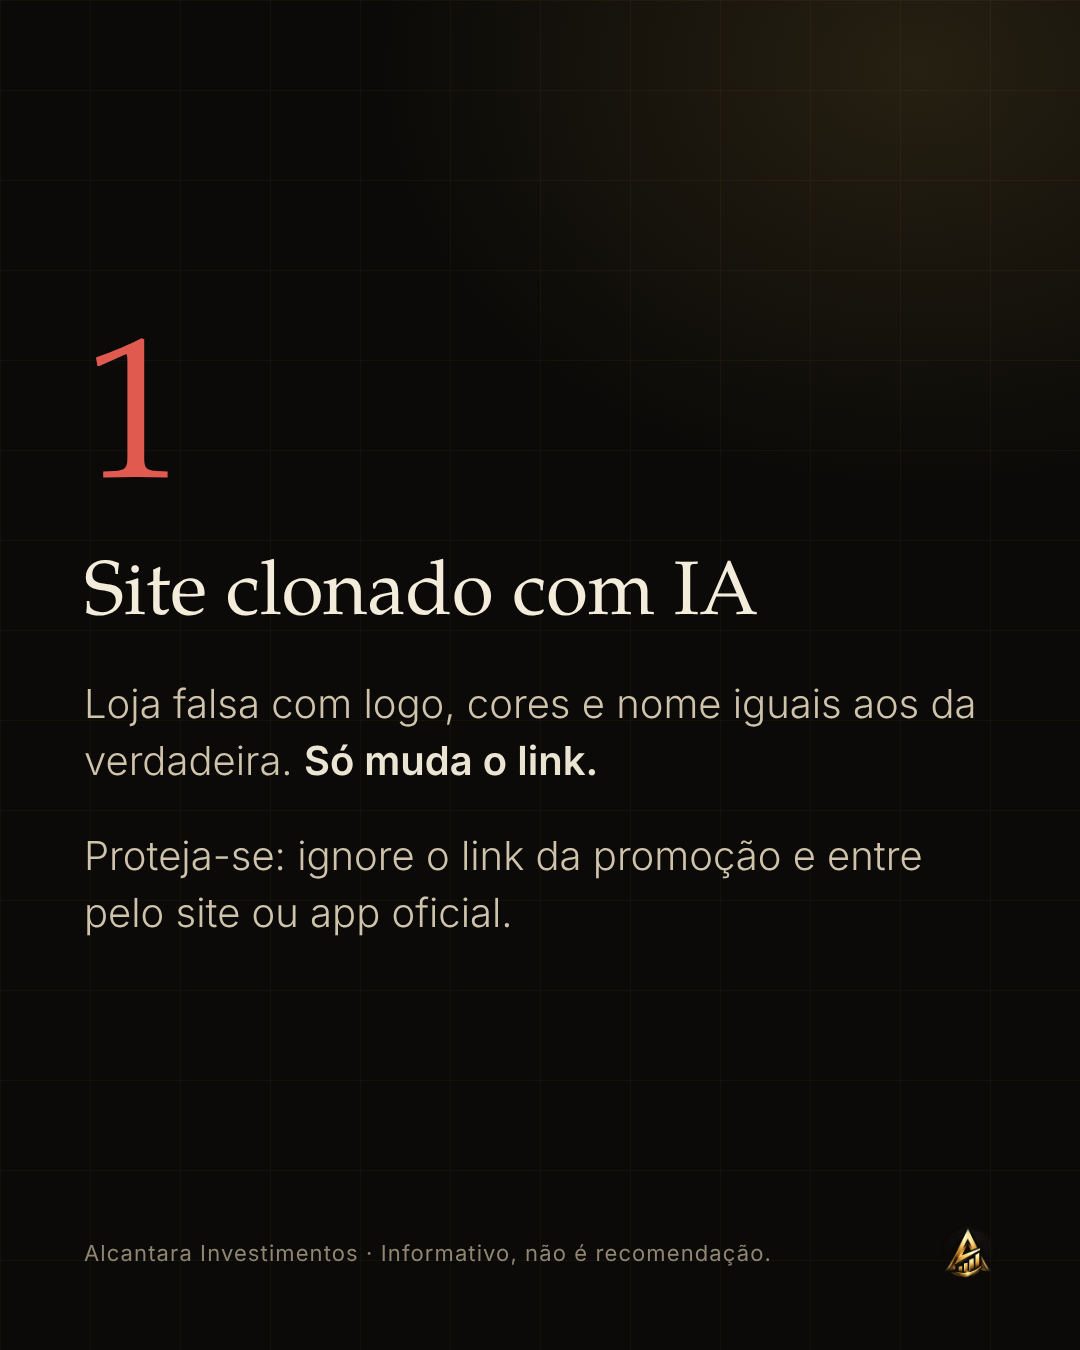 1
Site clonado com IA
Loja falsa com logo, cores e nome iguais aos da
verdadeira. Só muda o link.
Proteja-se: ignore o link da promoção e entre
pelo site ou app oficial.
Alcantara Investimentos · Informativo, não é recomendação.